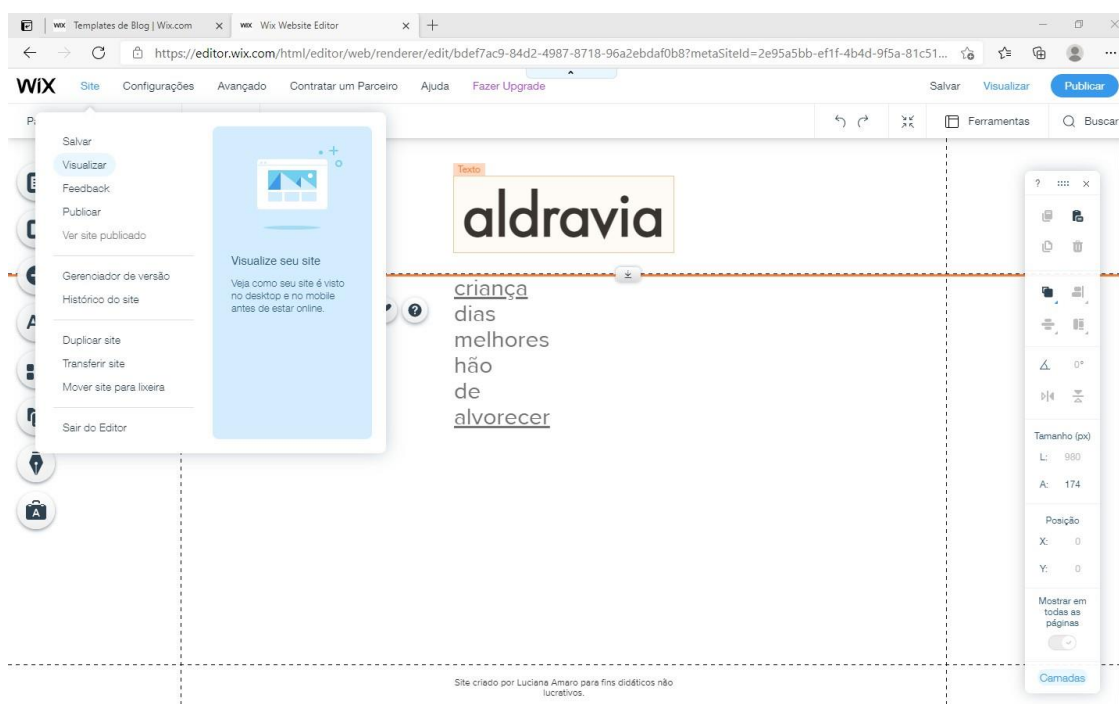 Templates de Blog | Wix.com
Wix Website Editor
https://editor.wix.com/html/editor/web/renderer/edit/bdef7ac9-84d2-4987-8718-96a2ebdaf0b8?metaSiteId=2e95a5bb-ef1f-4b4d-9f5a-81c51...
WiX Site Configurações Avançado Contratar um Parceiro Ajuda Fazer Upgrade Salvar Visualizar Publicar
Ferramentas Buscar
Salvar
Visualizar
Feedback
Publicar
Ver site publicado
Gerenciador de versão
Histórico do site
Duplicar site
Transferir site
Mover site para lixeira
Sair do Editor
Visualize seu site
Veja como seu site é visto
no desktop e no mobile
antes de estar online.
Texto
aldravia
criança
dias
melhores
hão
de
alvorecer
Site criado por Luciana Amaro para fins didáticos não
lucrativos.
?
0°
Tamanho (px)
L: 980
A: 174
Posição
X: 0
Y: 0
Mostrar em
todas as
páginas
Camadas